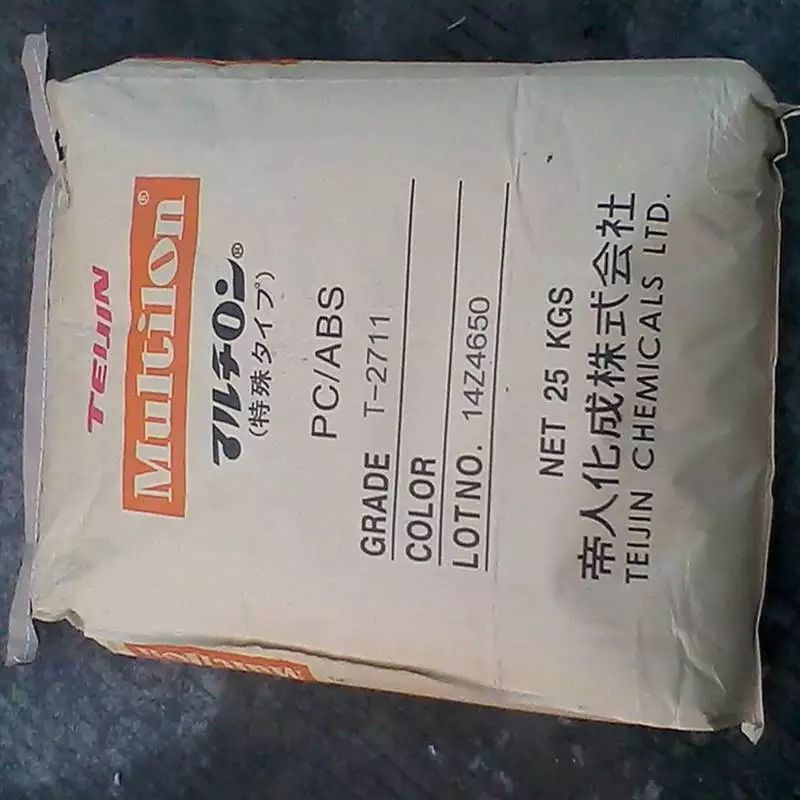 TEIJIN
Multilon®
マルチロン®
(特殊タイプ)
PC/ABS
GRADE T-2711
COLOR
LOTNO. 14Z4650
NET 25 KGS
帝人化成株式会社
TEIJIN CHEMICALS LTD.
Multilon